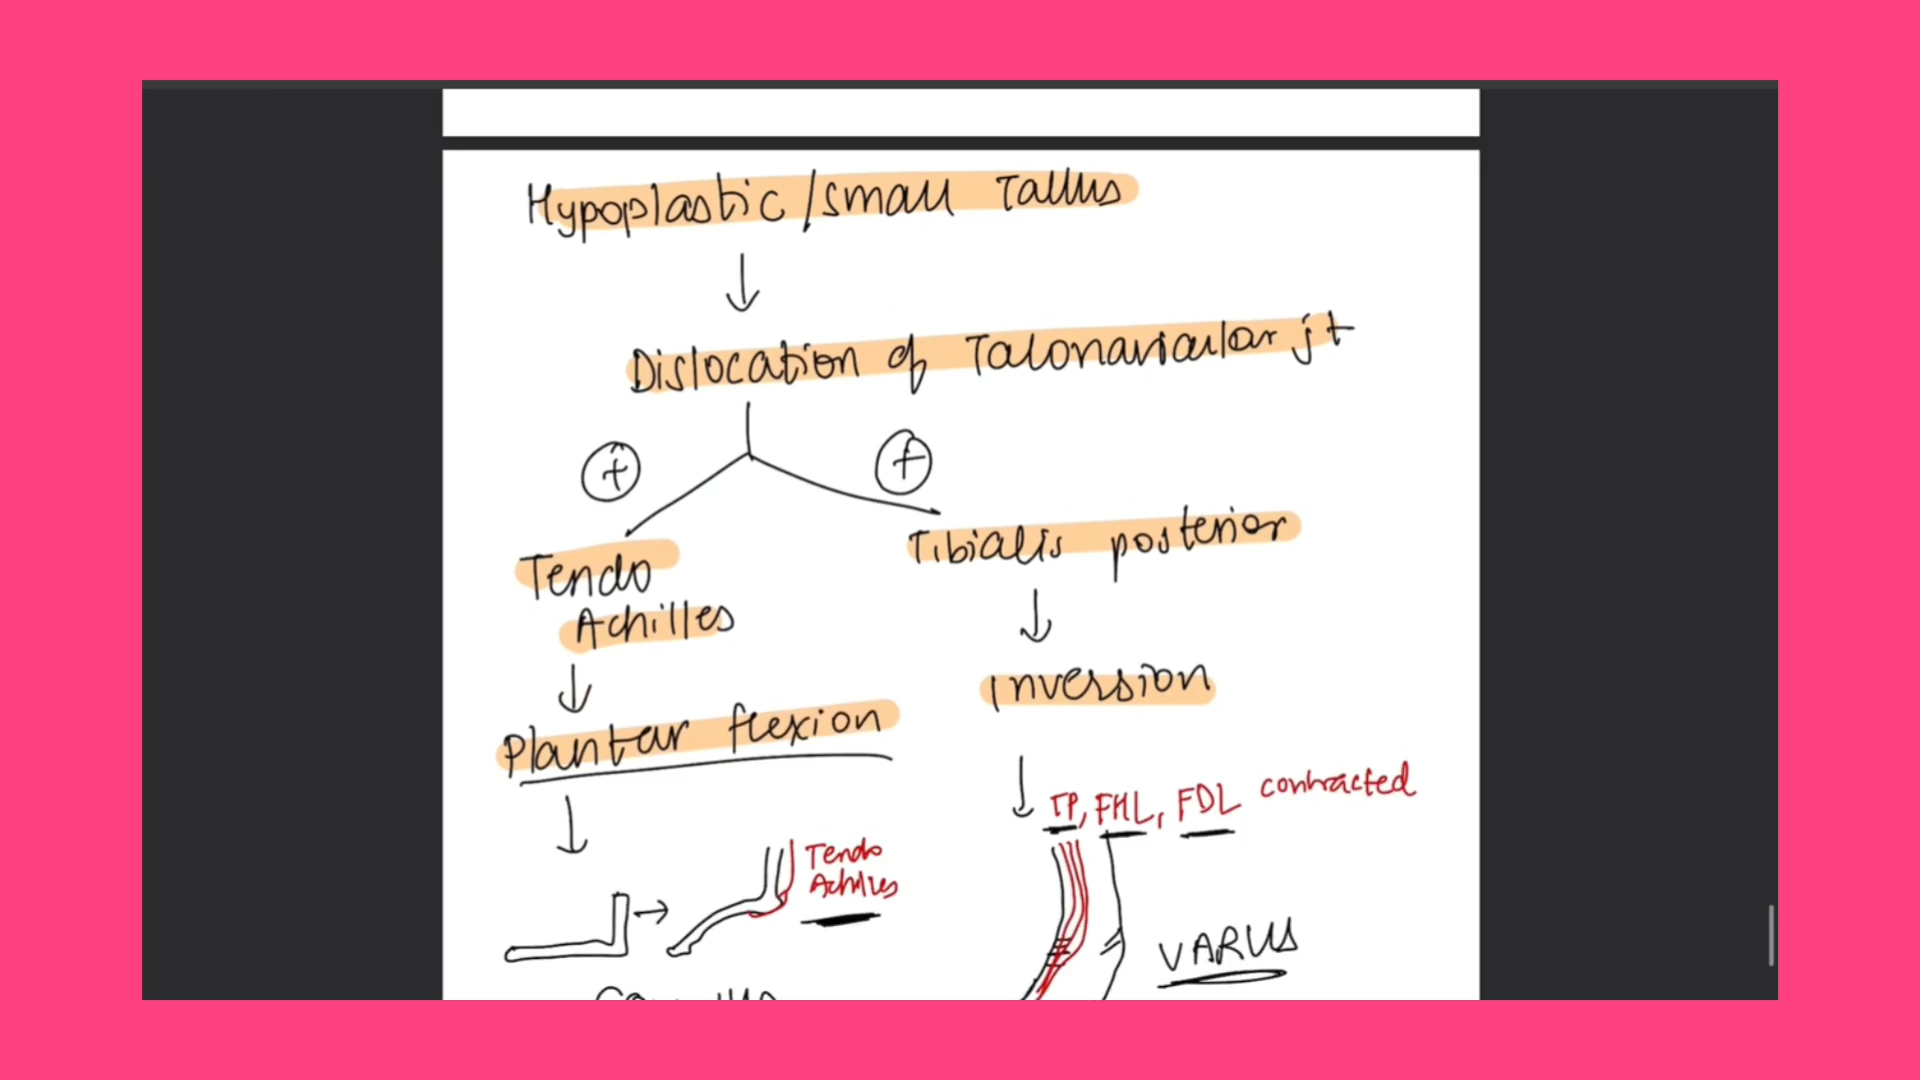 Hypoplastic/small Tallus
Dislocation of Talonavicular jt
+
+
Tendo
Achilles
Tibialis posterior
Plantar flexion
inversion
TP, FHL, FDL contracted
Tendo
Achilles
VARUS